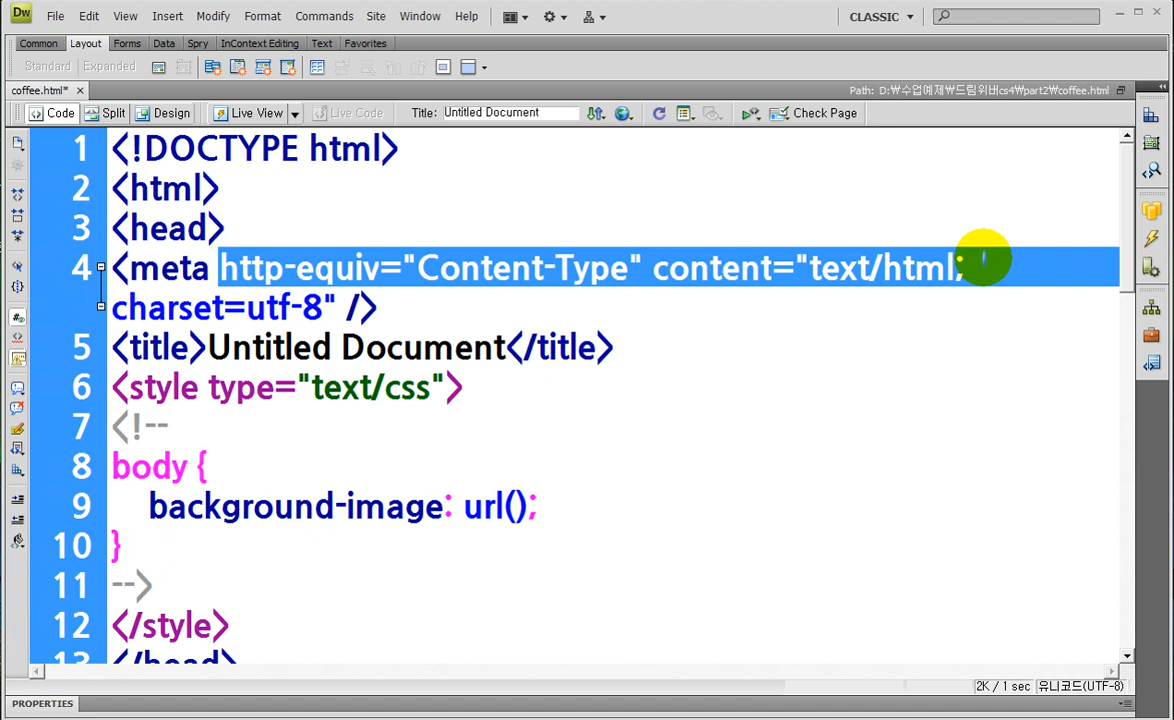 Dw File Edit View Insert Modify Format Commands Site Window Help CLASSIC
Common Layout Forms Data Spry InContext Editing Text Favorites
Standard Expanded
coffee.html* Path: D:₩수업예제₩드림위버cs4₩part2₩coffee.html
Code Split Design Live View Live Code Title: Untitled Document Check Page
1 <!DOCTYPE html>
2 <html>
3 <head>
4 <meta http-equiv="Content-Type" content="text/html;
charset=utf-8" />
5 <title>Untitled Document</title>
6 <style type="text/css">
7 <!--
8 body {
9 background-image: url();
10 }
11 -->
12 </style>
13 </head>
2K / 1 sec 유니코드(UTF-8)
PROPERTIES